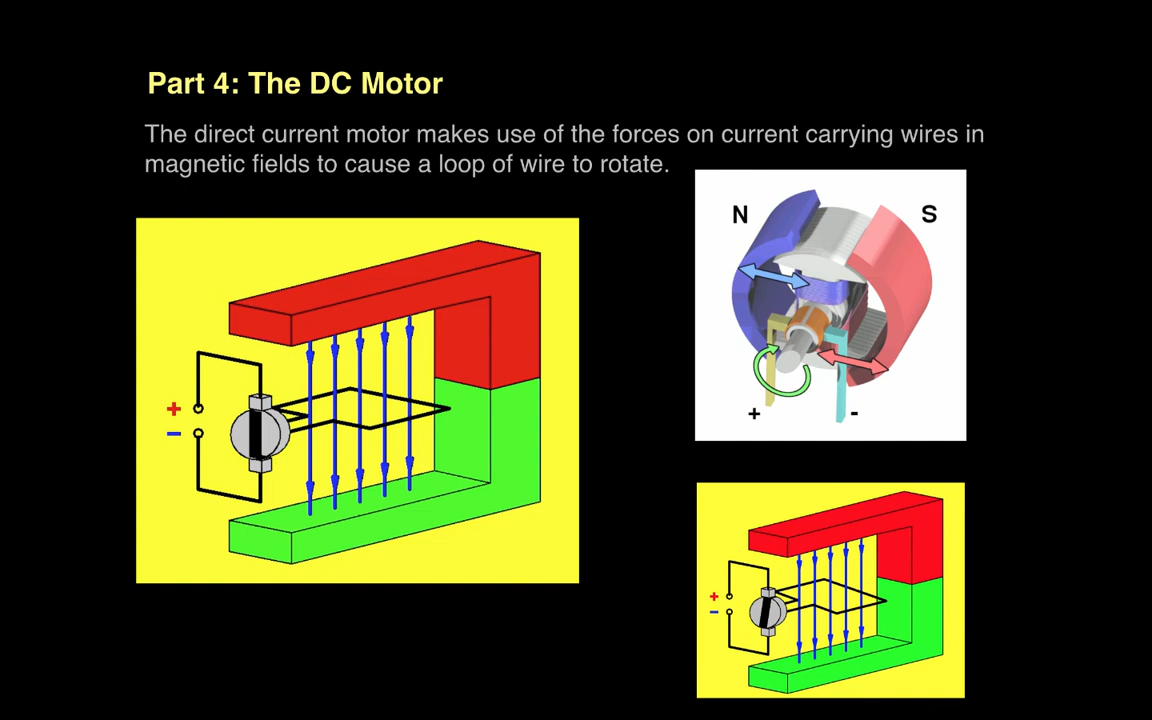 Part 4: The DC Motor
The direct current motor makes use of the forces on current carrying wires in
magnetic fields to cause a loop of wire to rotate.
N S
+ -
+
−
+
−